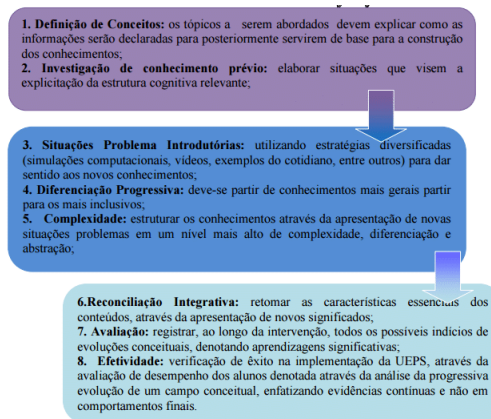 1. Definição de Conceitos: os tópicos a serem abordados devem explicar como as
informações serão declaradas para posteriormente servirem de base para a construção
dos conhecimentos;
2. Investigação de conhecimento prévio: elaborar situações que visem a
explicitação da estrutura cognitiva relevante;
3. Situações Problema Introdutórias: utilizando estratégias diversificadas
(simulações computacionais, vídeos, exemplos do cotidiano, entre outros) para dar
sentido aos novos conhecimentos;
4. Diferenciação Progressiva: deve-se partir de conhecimentos mais gerais partir
para os mais inclusivos;
5. Complexidade: estruturar os conhecimentos através da apresentação de novas
situações problemas em um nível mais alto de complexidade, diferenciação e
abstração;
6.Reconciliação Integrativa: retomar as características essenciais dos
conteúdos, através da apresentação de novos significados;
7. Avaliação: registrar, ao longo da intervenção, todos os possíveis indícios de
evoluções conceituais, denotando aprendizagens significativas;
8. Efetividade: verificação de êxito na implementação da UEPS, através da
avaliação de desempenho dos alunos denotada através da análise da progressiva
evolução de um campo conceitual, enfatizando evidências contínuas e não em
comportamentos finais.